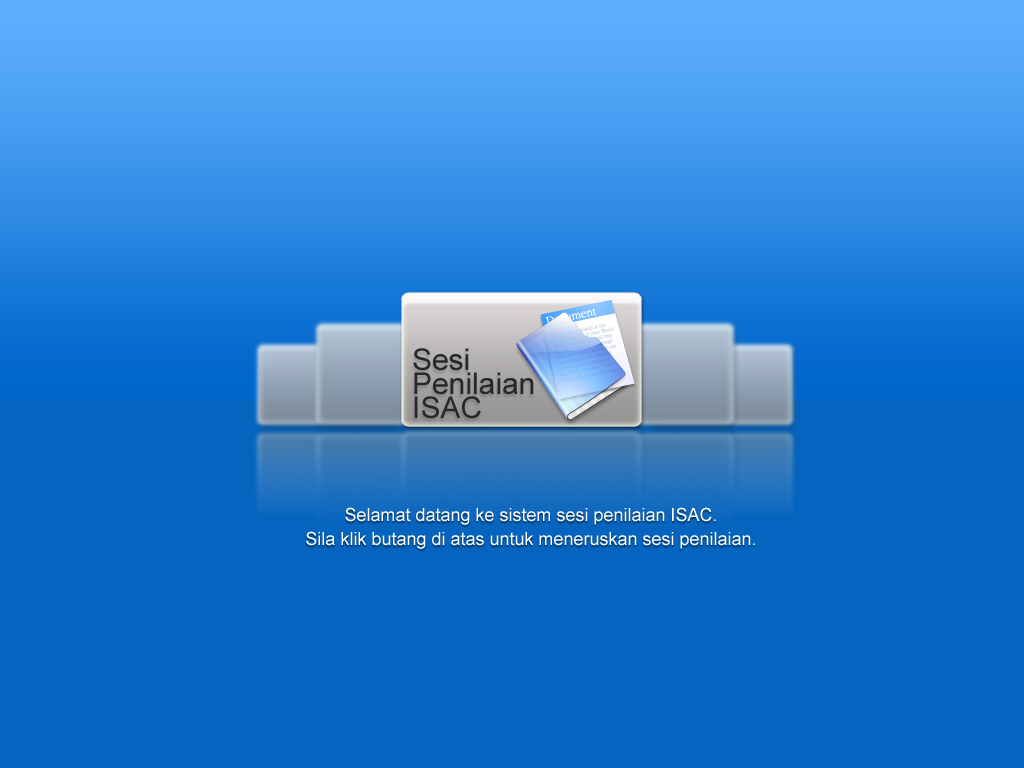 Document
Sesi
Penilaian
ISAC
Selamat datang ke sistem sesi penilaian ISAC.
Sila klik butang di atas untuk meneruskan sesi penilaian.